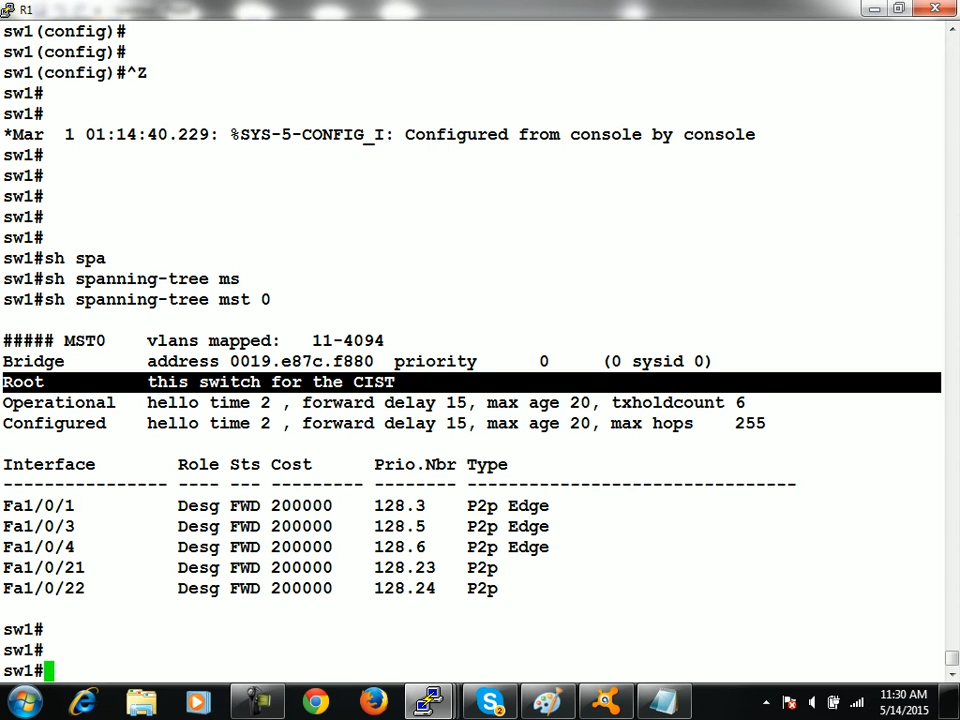 R1
sw1(config)#
sw1(config)#
sw1(config)#^Z
sw1#
sw1#
*Mar  1 01:14:40.229: %SYS-5-CONFIG_I: Configured from console by console
sw1#
sw1#
sw1#
sw1#
sw1#
sw1#sh spa
sw1#sh spanning-tree ms
sw1#sh spanning-tree mst 0
##### MST0    vlans mapped:   11-4094
Bridge        address 0019.e87c.f880  priority      0     (0 sysid 0)
Root          this switch for the CIST
Operational   hello time 2 , forward delay 15, max age 20, txholdcount 6
Configured    hello time 2 , forward delay 15, max age 20, max hops    255
Interface        Role Sts Cost      Prio.Nbr Type
---------------- ---- --- --------- -------- --------------------------------
Fa1/0/1          Desg FWD 200000    128.3    P2p Edge
Fa1/0/3          Desg FWD 200000    128.5    P2p Edge
Fa1/0/4          Desg FWD 200000    128.6    P2p Edge
Fa1/0/21         Desg FWD 200000    128.23   P2p
Fa1/0/22         Desg FWD 200000    128.24   P2p
sw1#
sw1#
sw1#
2
11:30 AM
5/14/2015